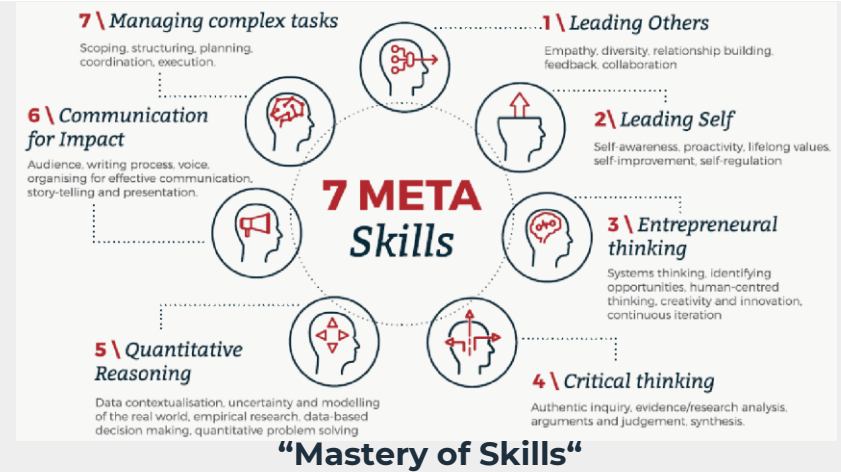 7 META
Skills
1 \ Leading Others
Empathy, diversity, relationship building,
feedback, collaboration
2\ Leading Self
Self-awareness, proactivity, lifelong values,
self-improvement, self-regulation
3 \ Entrepreneural
thinking
Systems thinking, identifying
opportunities, human-centred
thinking, creativity and innovation,
continuous iteration
4 \ Critical thinking
Authentic inquiry, evidence/research analysis,
arguments and judgement, synthesis.
5 \ Quantitative
Reasoning
Data contextualisation, uncertainty and modelling
of the real world, empirical research, data-based
decision making, quantitative problem solving
6 \ Communication
for Impact
Audience, writing process, voice,
organising for effective communication,
story-telling and presentation.
7 \ Managing complex tasks
Scoping, structuring, planning,
coordination, execution.
“Mastery of Skills“